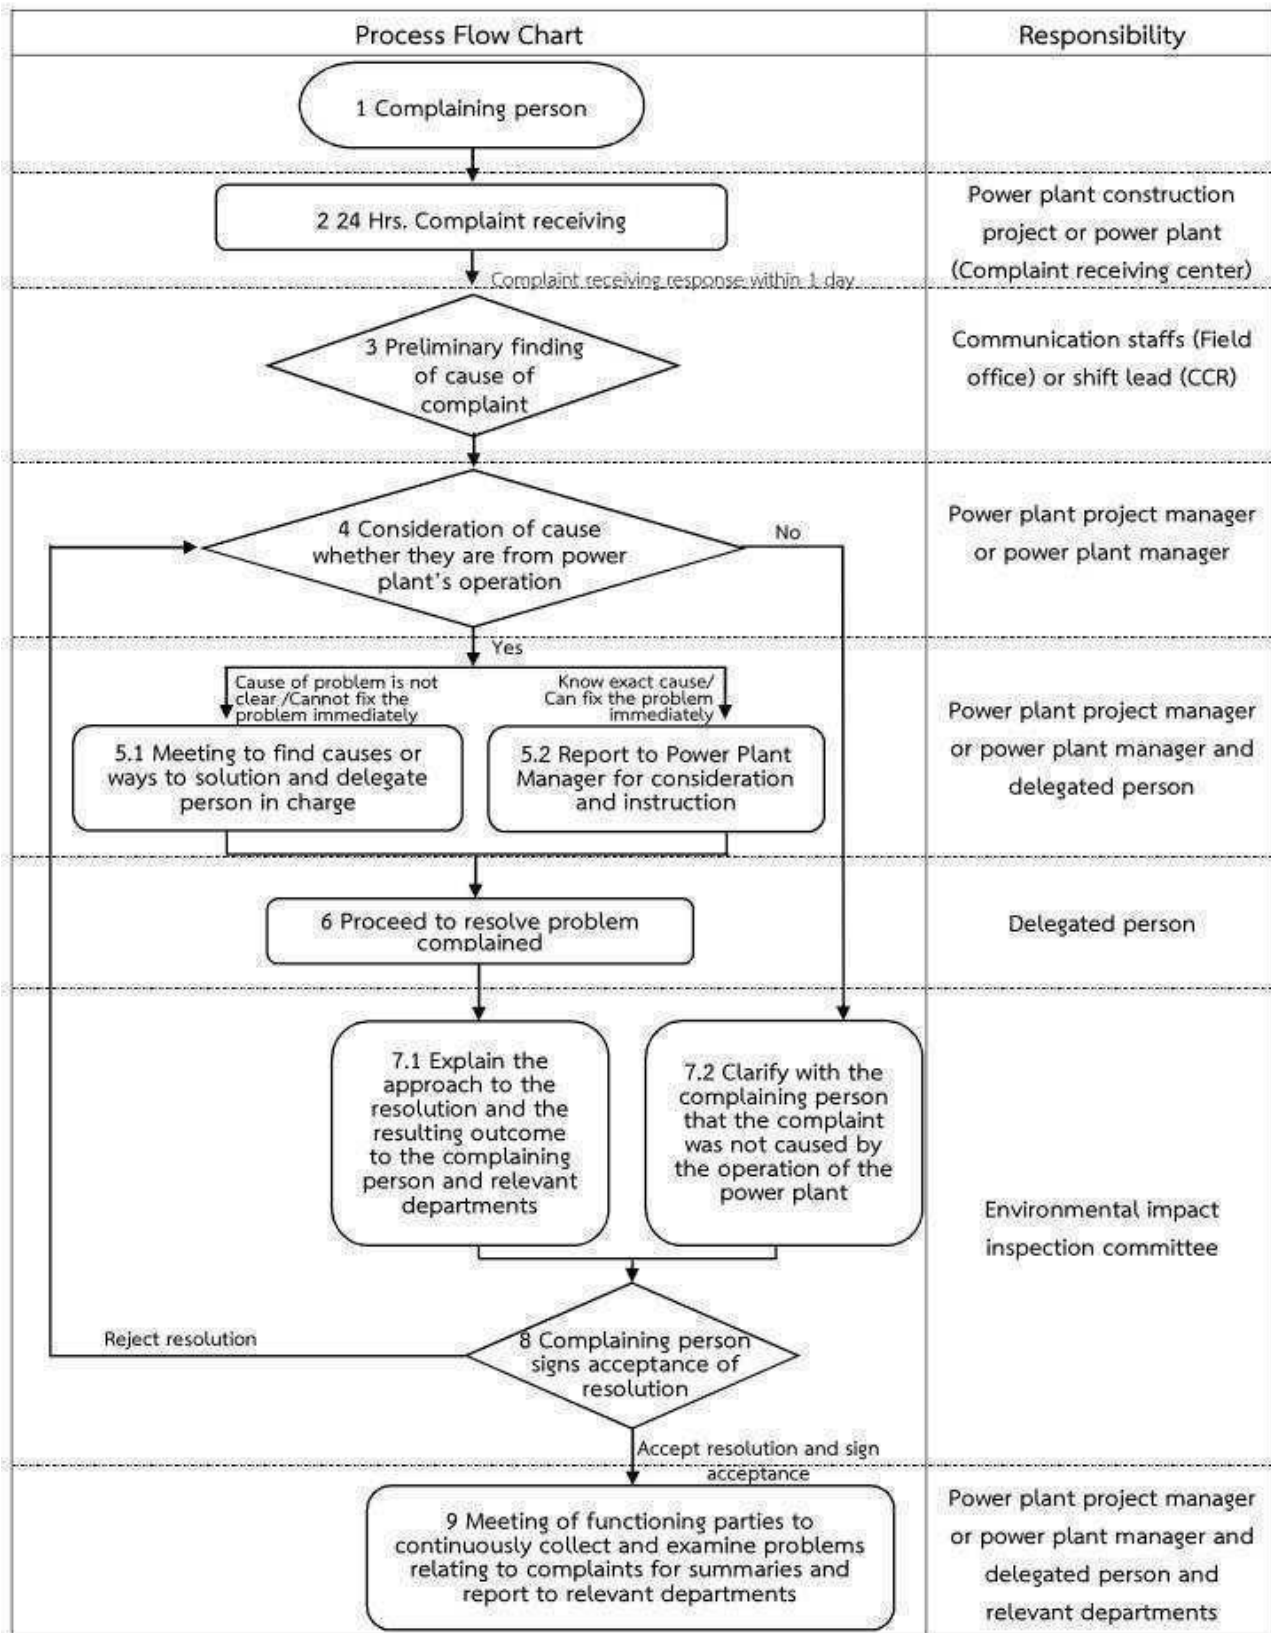 Process Flow Chart
Responsibility
1 Complaining person
2 24 Hrs. Complaint receiving
Power plant construction
project or power plant
(Complaint receiving center)
Complaint receiving response within 1 day
3 Preliminary finding
of cause of
complaint
Communication staffs (Field
office) or shift lead (CCR)
4 Consideration of cause
whether they are from power
plant's operation
No
Power plant project manager
or power plant manager
Yes
Cause of problem is not
clear /Cannot fix the
problem immediately
Know exact cause/
Can fix the problem
immediately
5.1 Meeting to find causes or
ways to solution and delegate
person in charge
5.2 Report to Power Plant
Manager for consideration
and instruction
Power plant project manager
or power plant manager and
delegated person
6 Proceed to resolve problem
complained
Delegated person
7.1 Explain the
approach to the
resolution and the
resulting outcome
to the complaining
person and relevant
departments
7.2 Clarify with the
complaining person
that the complaint
was not caused by
the operation of the
power plant
Environmental impact
inspection committee
Reject resolution
8 Complaining person
signs acceptance of
resolution
Accept resolution and sign
acceptance
9 Meeting of functioning parties to
continuously collect and examine problems
relating to complaints for summaries and
report to relevant departments
Power plant project manager
or power plant manager and
delegated person and
relevant departments